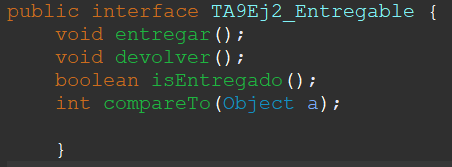 public interface TA9Ej2_Entregable {
    void entregar();
    void devolver();
    boolean isEntregado();
    int compareTo(Object a);
    }